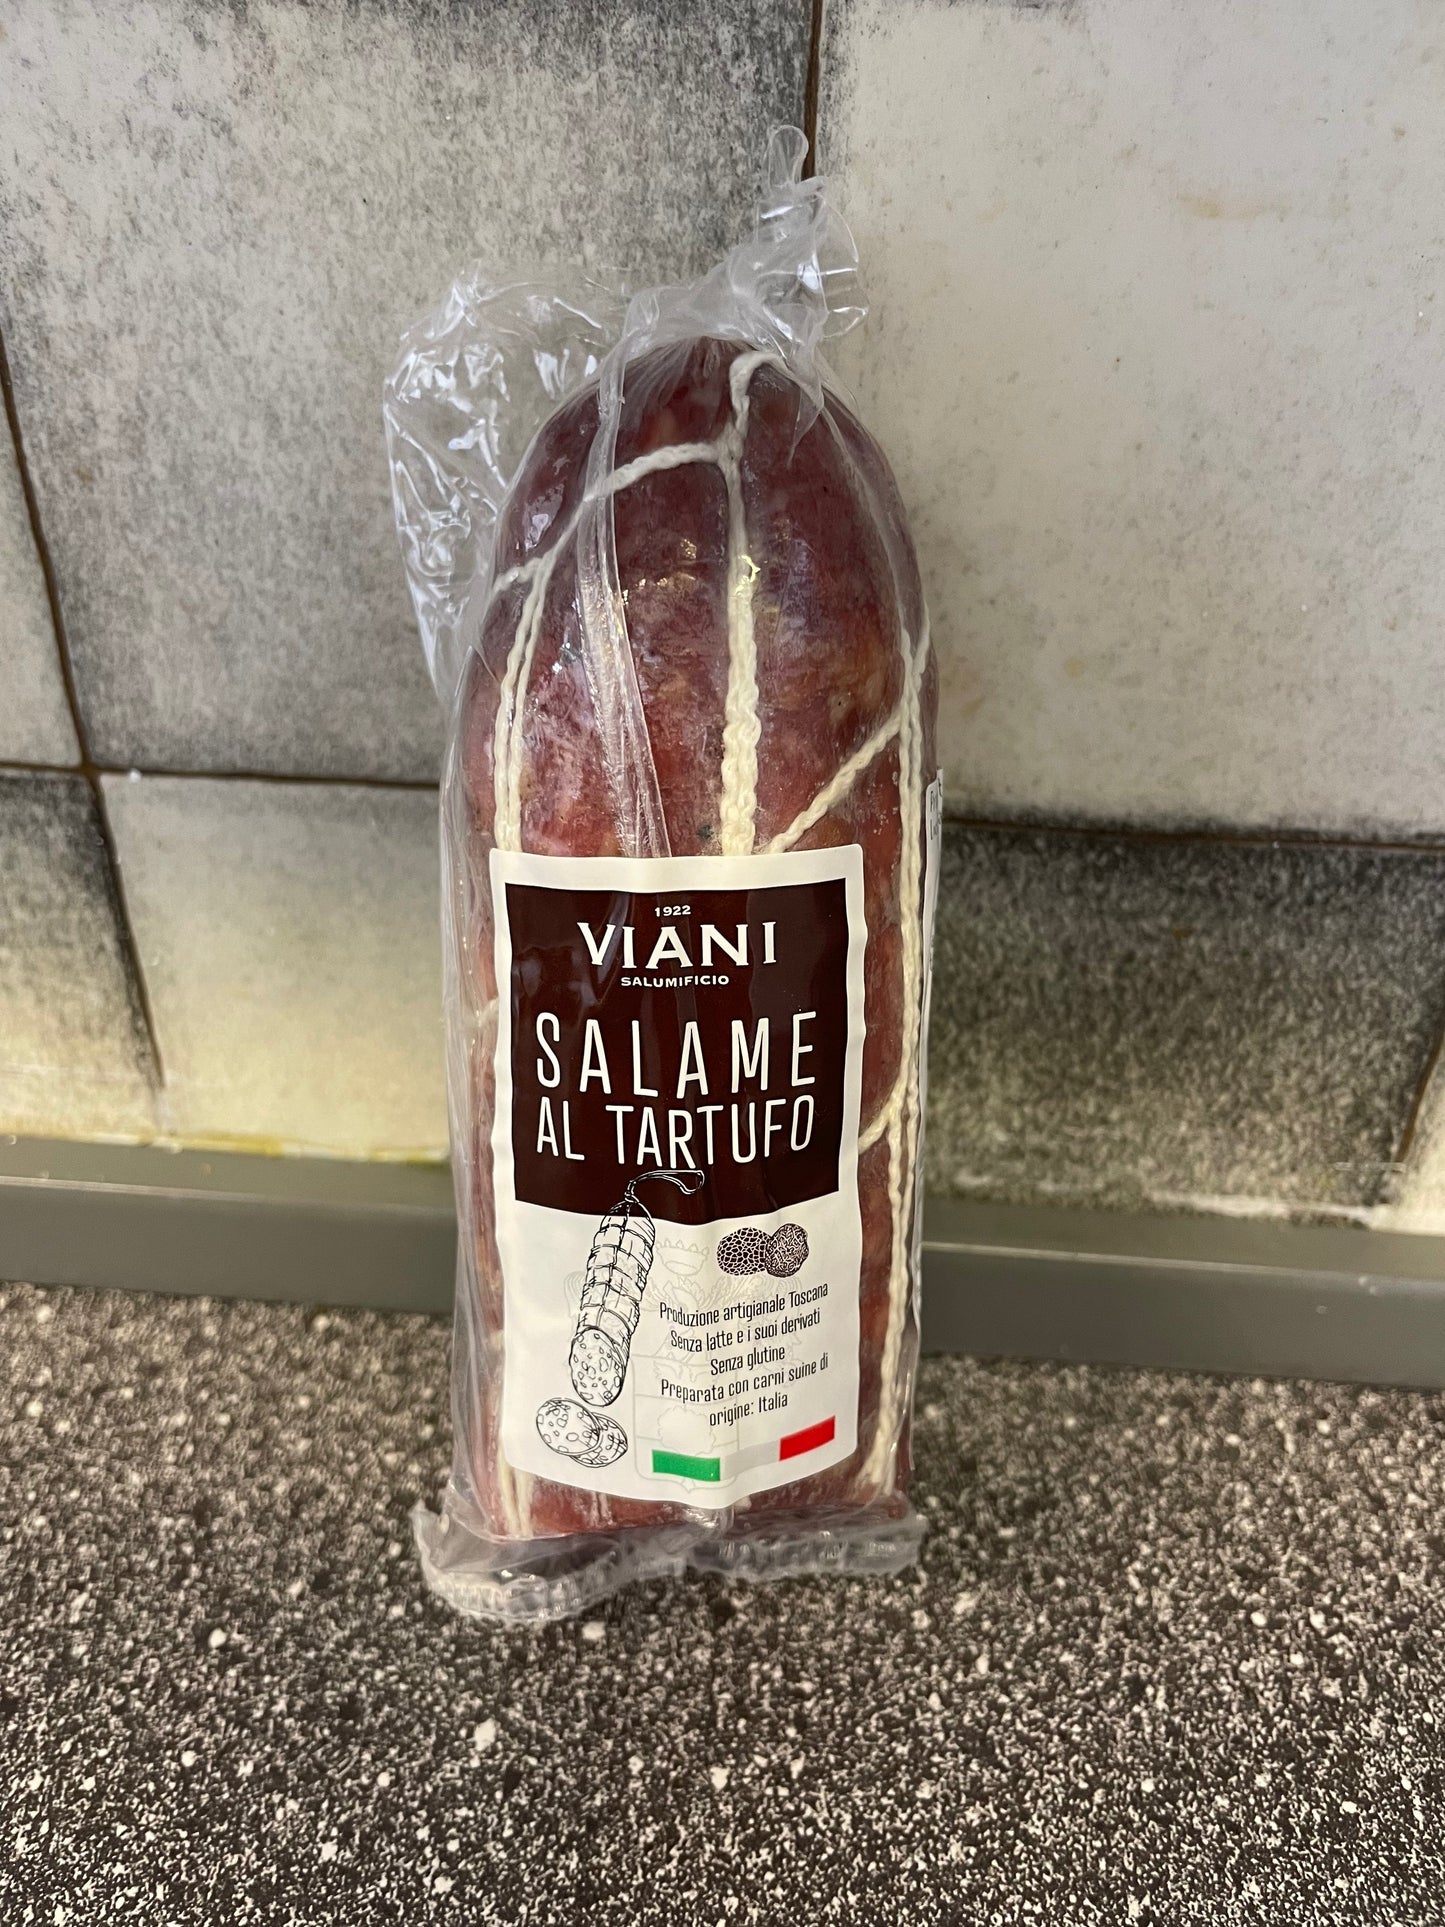 1922
VIANI
SALUMIFICIO
SALAME
AL TARTUFO
Produzione artigianale Toscana
Senza latte e i suoi derivati
Senza glutine
Preparata con carni suine di
origine: Italia